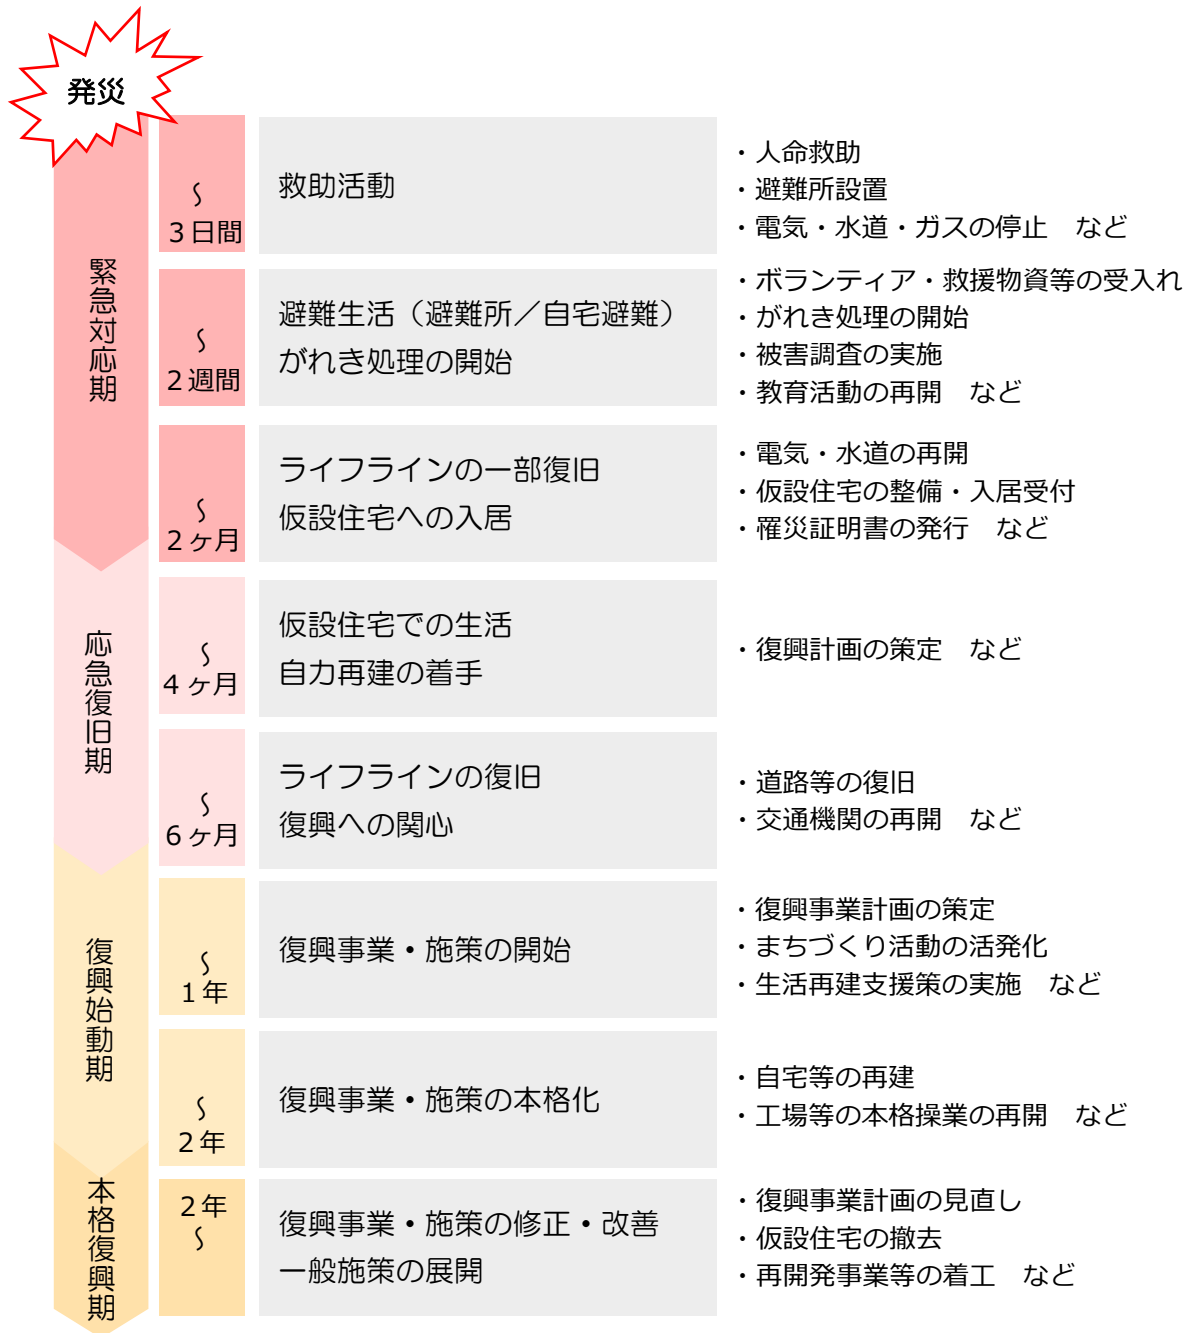 発災
緊急対応期
〜
３日間
救助活動
・人命救助
・避難所設置
・電気・水道・ガスの停止　など
〜
２週間
避難生活（避難所／自宅避難）
がれき処理の開始
・ボランティア・救援物資等の受入れ
・がれき処理の開始
・被害調査の実施
・教育活動の再開　など
〜
２ヶ月
ライフラインの一部復旧
仮設住宅への入居
・電気・水道の再開
・仮設住宅の整備・入居受付
・罹災証明書の発行　など
応急復旧期
〜
４ヶ月
仮設住宅での生活
自力再建の着手
・復興計画の策定　など
〜
６ヶ月
ライフラインの復旧
復興への関心
・道路等の復旧
・交通機関の再開　など
復興始動期
〜
１年
復興事業・施策の開始
・復興事業計画の策定
・まちづくり活動の活発化
・生活再建支援策の実施　など
〜
２年
復興事業・施策の本格化
・自宅等の再建
・工場等の本格操業の再開　など
本格復興期
２年
〜
復興事業・施策の修正・改善
一般施策の展開
・復興事業計画の見直し
・仮設住宅の撤去
・再開発事業等の着工　など